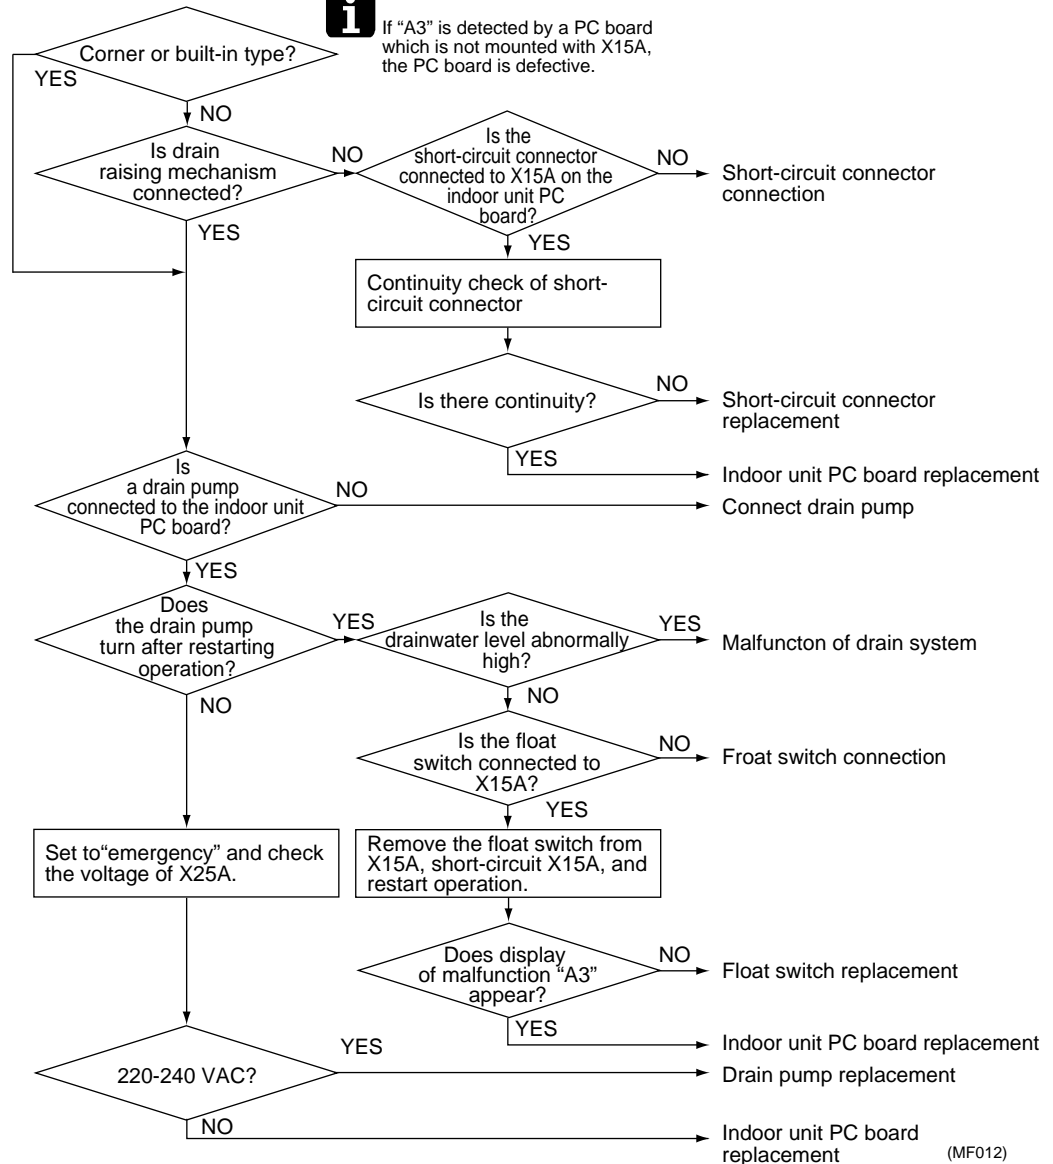 i
If “A3” is detected by a PC board
which is not mounted with X15A,
the PC board is defective.
Corner or built-in type?
YES
NO
Is drain
raising mechanism
connected?
NO
YES
Is the
short-circuit connector
connected to X15A on the
indoor unit PC
board?
NO
Short-circuit connector
connection
YES
Continuity check of short-
circuit connector
Is there continuity?
NO
Short-circuit connector
replacement
YES
Indoor unit PC board replacement
Is
a drain pump
connected to the indoor unit
PC board?
NO
Connect drain pump
YES
Does
the drain pump
turn after restarting
operation?
YES
NO
Is the
drainwater level abnormally
high?
YES
Malfuncton of drain system
NO
Is the float
switch connected to
X15A?
NO
Froat switch connection
YES
Set to“emergency” and check
the voltage of X25A.
Remove the float switch from
X15A, short-circuit X15A, and
restart operation.
Does display
of malfunction “A3”
appear?
NO
Float switch replacement
YES
Indoor unit PC board replacement
220-240 VAC?
YES
Drain pump replacement
NO
Indoor unit PC board
replacement
(MF012)